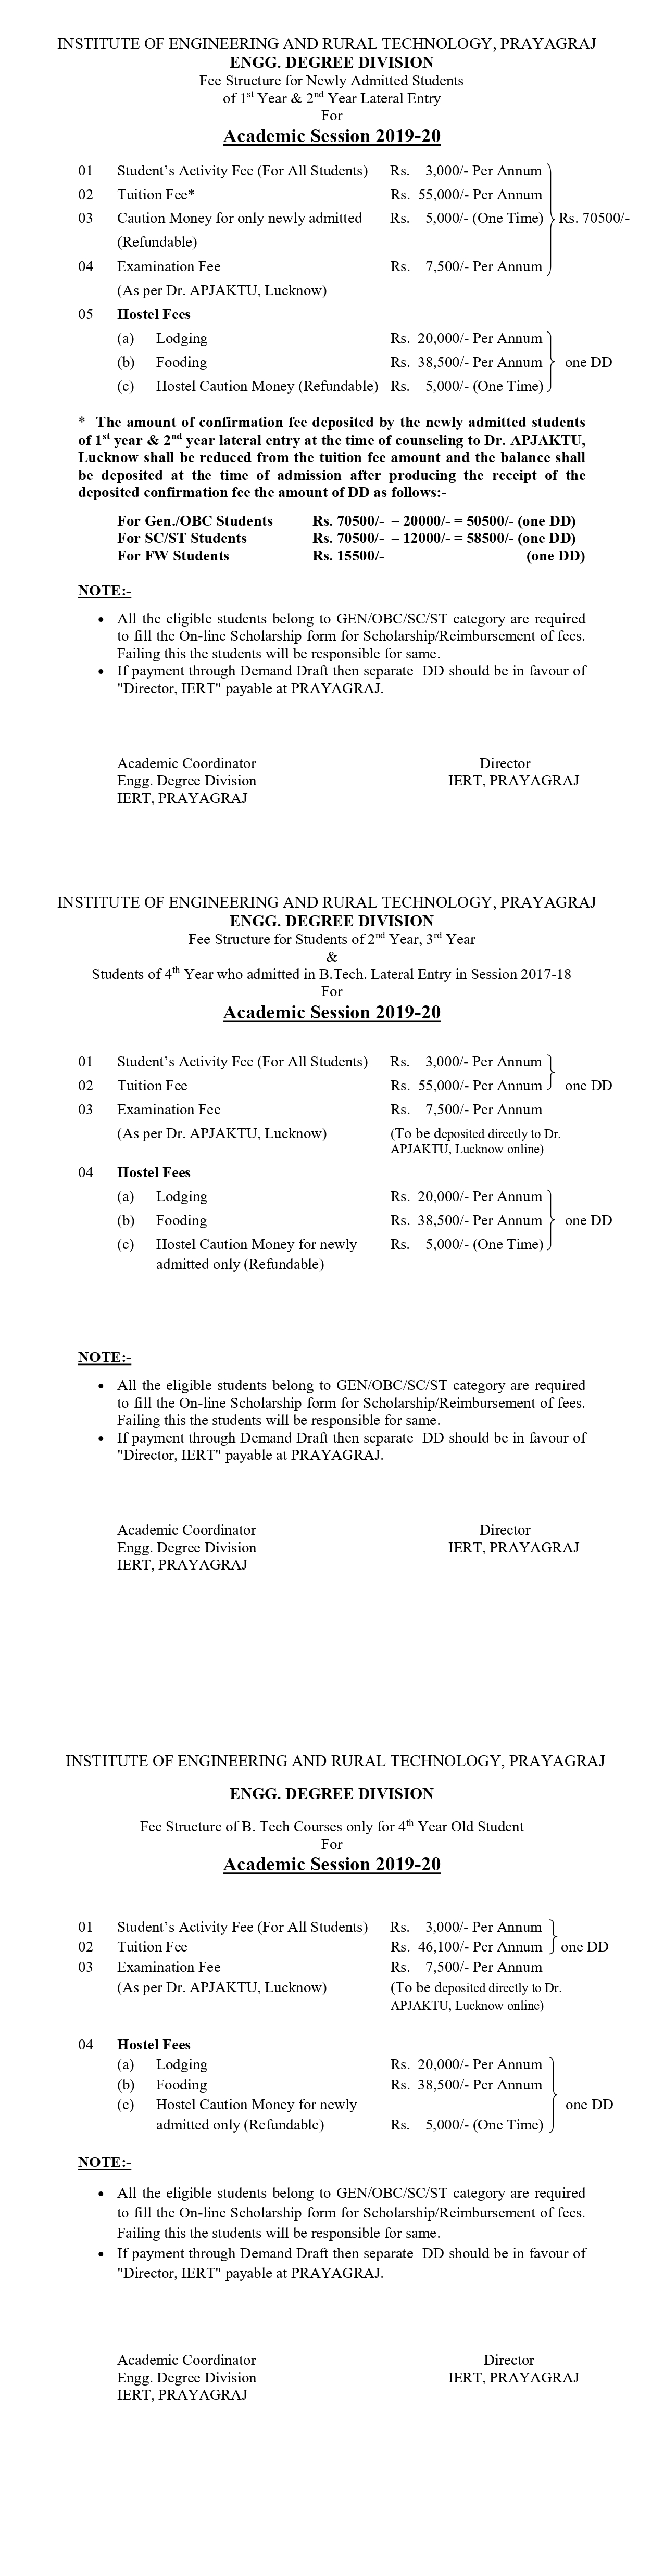 INSTITUTE OF ENGINEERING AND RURAL TECHNOLOGY, PRAYAGRAJ
ENGG. DEGREE DIVISION
Fee Structure for Newly Admitted Students
of 1st Year & 2nd Year Lateral Entry
For
Academic Session 2019-20
01 Student’s Activity Fee (For All Students) Rs. 3,000/- Per Annum
02 Tuition Fee* Rs. 55,000/- Per Annum
03 Caution Money for only newly admitted Rs. 5,000/- (One Time) Rs. 70500/-
(Refundable)
04 Examination Fee Rs. 7,500/- Per Annum
(As per Dr. APJAKTU, Lucknow)
05 Hostel Fees
(a) Lodging Rs. 20,000/- Per Annum
(b) Fooding Rs. 38,500/- Per Annum one DD
(c) Hostel Caution Money (Refundable) Rs. 5,000/- (One Time)
* The amount of confirmation fee deposited by the newly admitted students
of 1st year & 2nd year lateral entry at the time of counseling to Dr. APJAKTU,
Lucknow shall be reduced from the tuition fee amount and the balance shall
be deposited at the time of admission after producing the receipt of the
deposited confirmation fee the amount of DD as follows:-
For Gen./OBC Students Rs. 70500/- – 20000/- = 50500/- (one DD)
For SC/ST Students Rs. 70500/- – 12000/- = 58500/- (one DD)
For FW Students Rs. 15500/- (one DD)
NOTE:-
• All the eligible students belong to GEN/OBC/SC/ST category are required
to fill the On-line Scholarship form for Scholarship/Reimbursement of fees.
Failing this the students will be responsible for same.
• If payment through Demand Draft then separate DD should be in favour of
"Director, IERT" payable at PRAYAGRAJ.
Academic Coordinator Director
Engg. Degree Division IERT, PRAYAGRAJ
IERT, PRAYAGRAJ
INSTITUTE OF ENGINEERING AND RURAL TECHNOLOGY, PRAYAGRAJ
ENGG. DEGREE DIVISION
Fee Structure for Students of 2nd Year, 3rd Year
&
Students of 4th Year who admitted in B.Tech. Lateral Entry in Session 2017-18
For
Academic Session 2019-20
01 Student’s Activity Fee (For All Students) Rs. 3,000/- Per Annum
02 Tuition Fee Rs. 55,000/- Per Annum one DD
03 Examination Fee Rs. 7,500/- Per Annum
(As per Dr. APJAKTU, Lucknow) (To be deposited directly to Dr.
APJAKTU, Lucknow online)
04 Hostel Fees
(a) Lodging Rs. 20,000/- Per Annum
(b) Fooding Rs. 38,500/- Per Annum one DD
(c) Hostel Caution Money for newly Rs. 5,000/- (One Time)
admitted only (Refundable)
NOTE:-
• All the eligible students belong to GEN/OBC/SC/ST category are required
to fill the On-line Scholarship form for Scholarship/Reimbursement of fees.
Failing this the students will be responsible for same.
• If payment through Demand Draft then separate DD should be in favour of
"Director, IERT" payable at PRAYAGRAJ.
Academic Coordinator Director
Engg. Degree Division IERT, PRAYAGRAJ
IERT, PRAYAGRAJ
INSTITUTE OF ENGINEERING AND RURAL TECHNOLOGY, PRAYAGRAJ
ENGG. DEGREE DIVISION
Fee Structure of B. Tech Courses only for 4th Year Old Student
For
Academic Session 2019-20
01 Student’s Activity Fee (For All Students) Rs. 3,000/- Per Annum
02 Tuition Fee Rs. 46,100/- Per Annum one DD
03 Examination Fee Rs. 7,500/- Per Annum
(As per Dr. APJAKTU, Lucknow) (To be deposited directly to Dr.
APJAKTU, Lucknow online)
04 Hostel Fees
(a) Lodging Rs. 20,000/- Per Annum
(b) Fooding Rs. 38,500/- Per Annum
(c) Hostel Caution Money for newly one DD
admitted only (Refundable) Rs. 5,000/- (One Time)
NOTE:-
• All the eligible students belong to GEN/OBC/SC/ST category are required
to fill the On-line Scholarship form for Scholarship/Reimbursement of fees.
Failing this the students will be responsible for same.
• If payment through Demand Draft then separate DD should be in favour of
"Director, IERT" payable at PRAYAGRAJ.
Academic Coordinator Director
Engg. Degree Division IERT, PRAYAGRAJ
IERT, PRAYAGRAJ